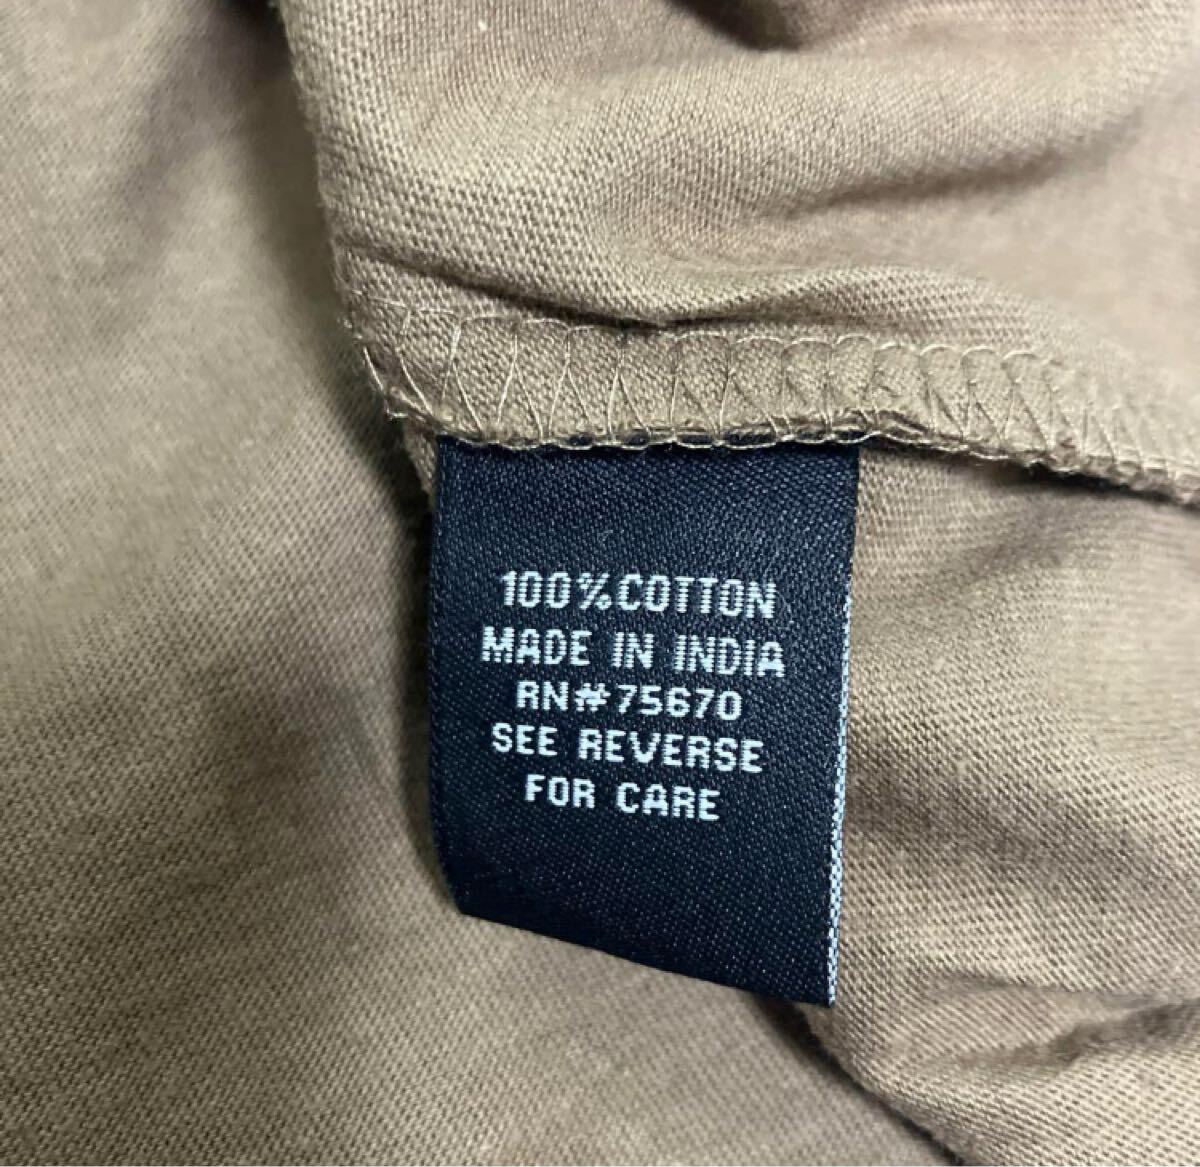 100% COTTON
MADE IN INDIA
RN#75670
SEE REVERSE
FOR CARE